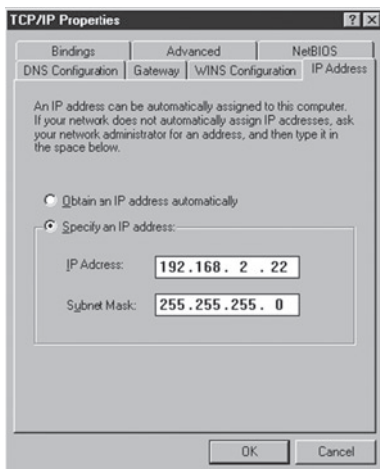 TCP/IP Properties
? ×
Bindings Advanced NetBIOS
DNS Configuration Gateway WINS Configuration IP Address
An IP address can be automatically assigned to this computer.
If your network does not automatically assign IP addresses, ask
your network administrator for an address, and then type it in
the space below.
Obtain an IP address automatically
Specify an IP address:
IP Address: 192.168. 2 .22
Subnet Mask: 255.255.255. 0
OK Cancel